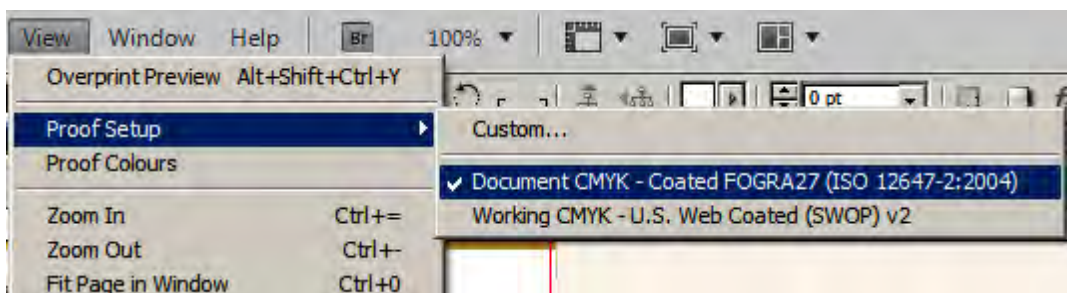 View Window Help Br 100%
Overprint Preview Alt+Shift+Ctrl+Y
0 pt
Proof Setup
Custom...
Proof Colours
Document CMYK - Coated FOGRA27 (ISO 12647-2:2004)
Working CMYK - U.S. Web Coated (SWOP) v2
Zoom In Ctrl+=
Zoom Out Ctrl+-
Fit Page in Window Ctrl+0